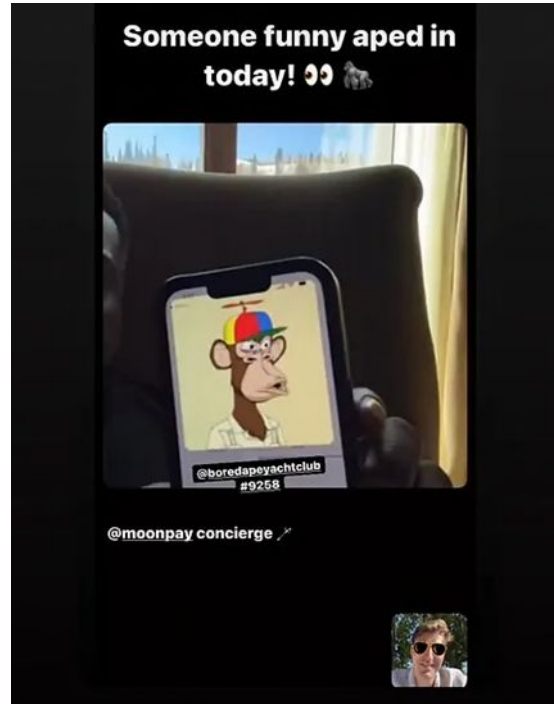 Someone funny aped in
today! 👀 🦍
@boredapeyachtclub
#9258
@moonpay concierge 🪄